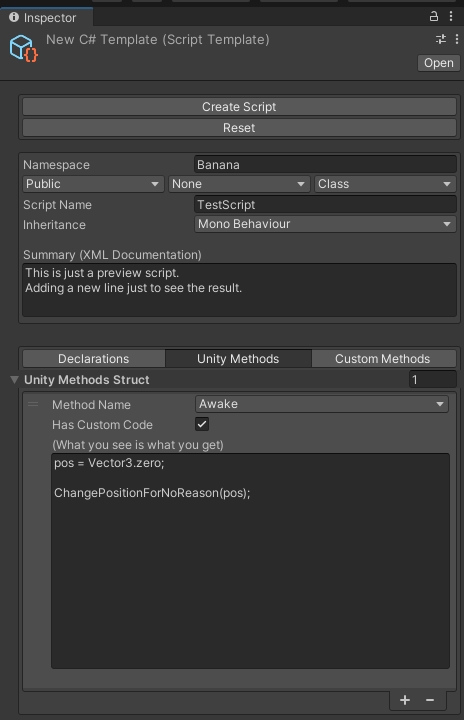 Inspector
New C# Template (Script Template)
Open
Create Script
Reset
Namespace Banana
Public None Class
Script Name TestScript
Inheritance Mono Behaviour
Summary (XML Documentation)
This is just a preview script.
Adding a new line just to see the result.
Declarations Unity Methods Custom Methods
Unity Methods Struct 1
Method Name Awake
Has Custom Code
(What you see is what you get)
pos = Vector3.zero;
ChangePositionForNoReason(pos);